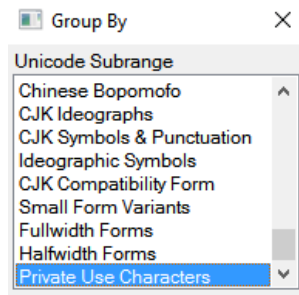 Group By
Unicode Subrange
Chinese Bopomofo
CJK Ideographs
CJK Symbols & Punctuation
Ideographic Symbols
CJK Compatibility Form
Small Form Variants
Fullwidth Forms
Halfwidth Forms
Private Use Characters